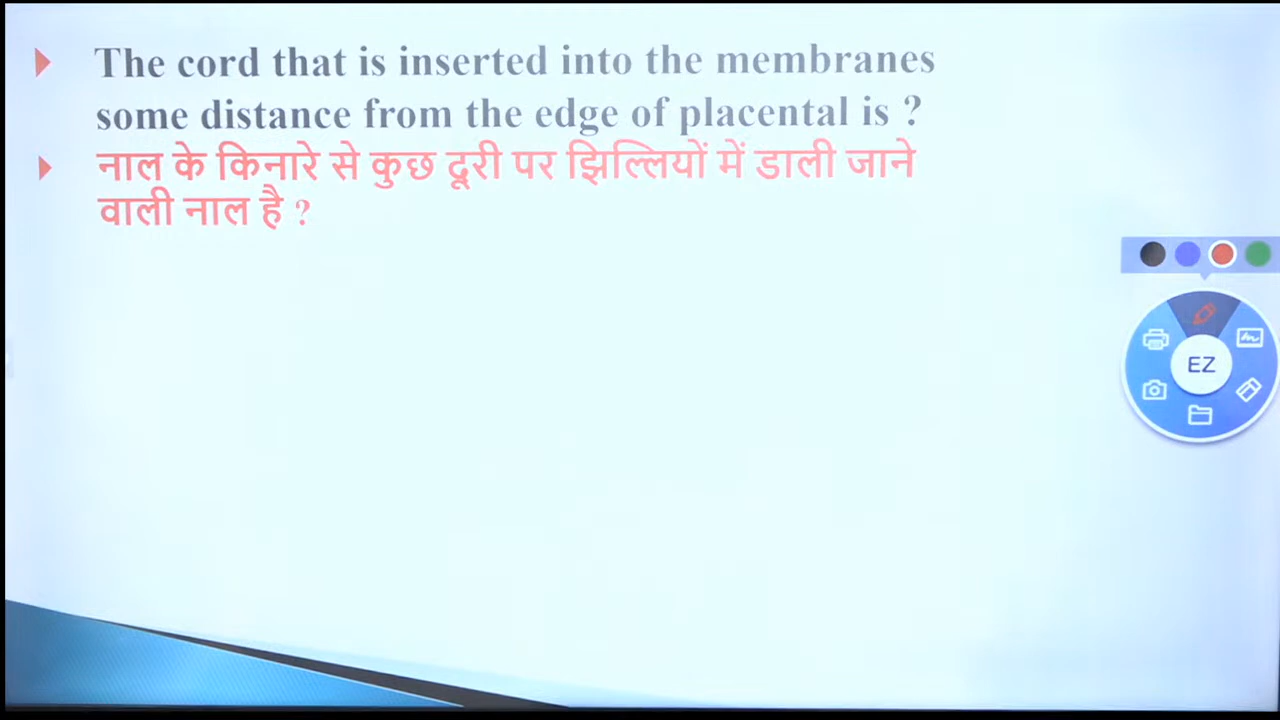 The cord that is inserted into the membranes
some distance from the edge of placental is ?
नाल के किनारे से कुछ दूरी पर झिल्लियों में डाली जाने
वाली नाल है ?
EZ